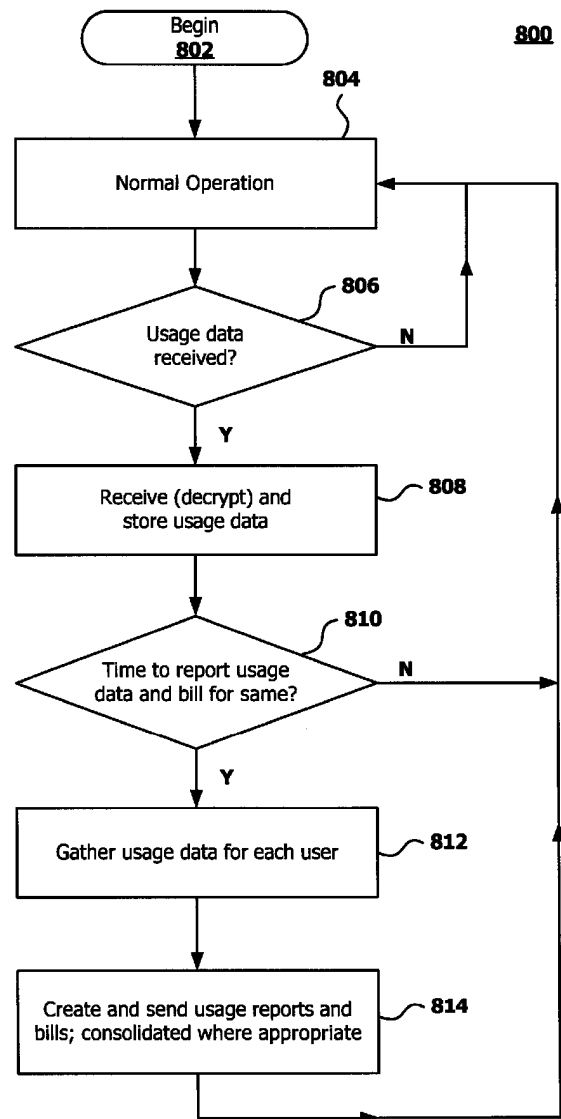 Begin
802
800
804
Normal Operation
806
Usage data
received?
N
Y
808
Receive (decrypt) and
store usage data
810
Time to report usage
data and bill for same?
N
Y
Gather usage data for each user
812
Create and send usage reports and
bills; consolidated where appropriate
814